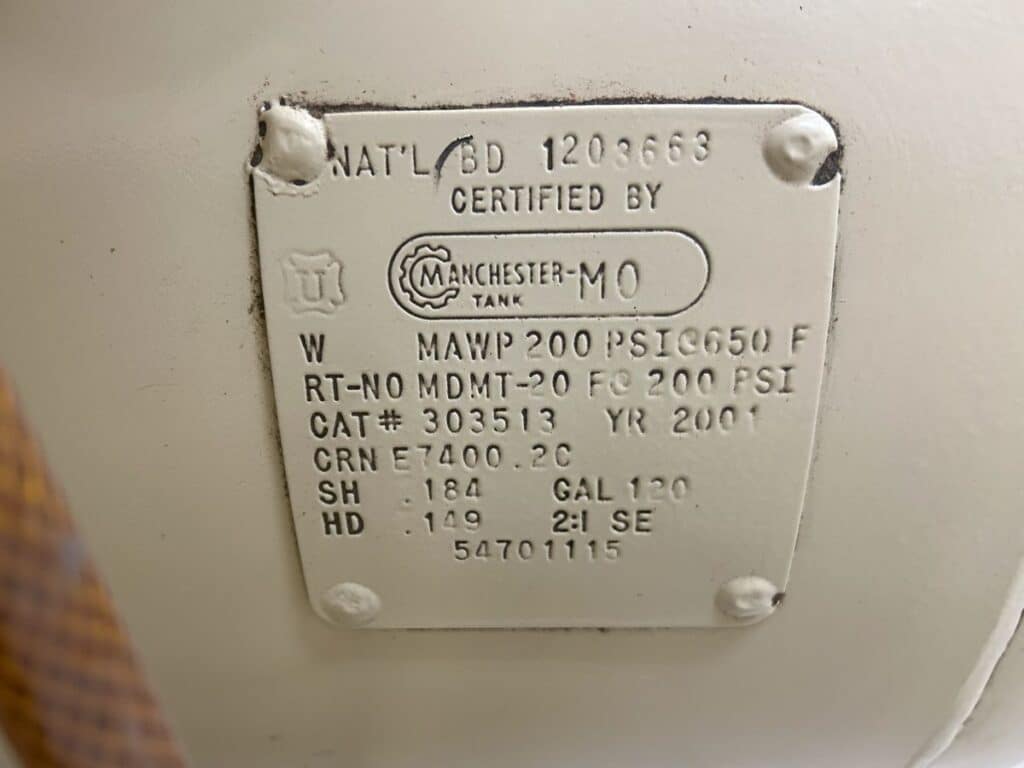 NAT'L BD 1203663
CERTIFIED BY
U
MANCHESTER-MO
TANK
W MAWP 200 PSI@650 F
RT-NO MDMT-20 F@ 200 PSI
CAT# 303513 YR 2001
CRN E7400.2C
SH .184 GAL 120
HD .149 2:1 SE
54701115